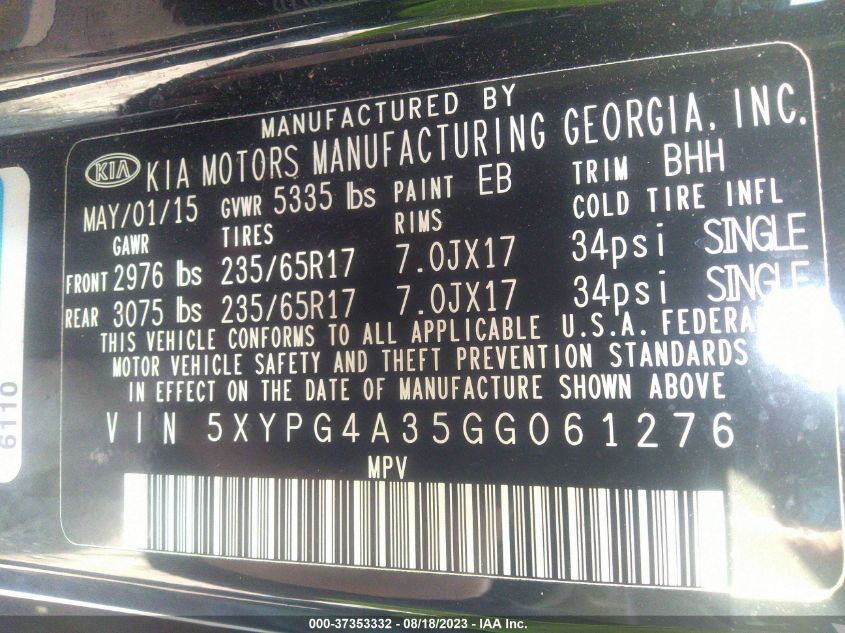 MANUFACTURED BY
KIA KIA MOTORS MANUFACTURING GEORGIA, INC.
MAY/01/15 GVWR 5335 lbs PAINT EB TRIM BHH
GAWR TIRES RIMS COLD TIRE INFL
FRONT 2976 lbs 235/65R17 7.0JX17 34psi SINGLE
REAR 3075 lbs 235/65R17 7.0JX17 34psi SINGLE
THIS VEHICLE CONFORMS TO ALL APPLICABLE U.S.A. FEDERAL
MOTOR VEHICLE SAFETY AND THEFT PREVENTION STANDARDS
IN EFFECT ON THE DATE OF MANUFACTURE SHOWN ABOVE
VIN 5XYPG4A35GG061276
MPV
6110
000-37353332 - 08/18/2023 - IAA Inc.